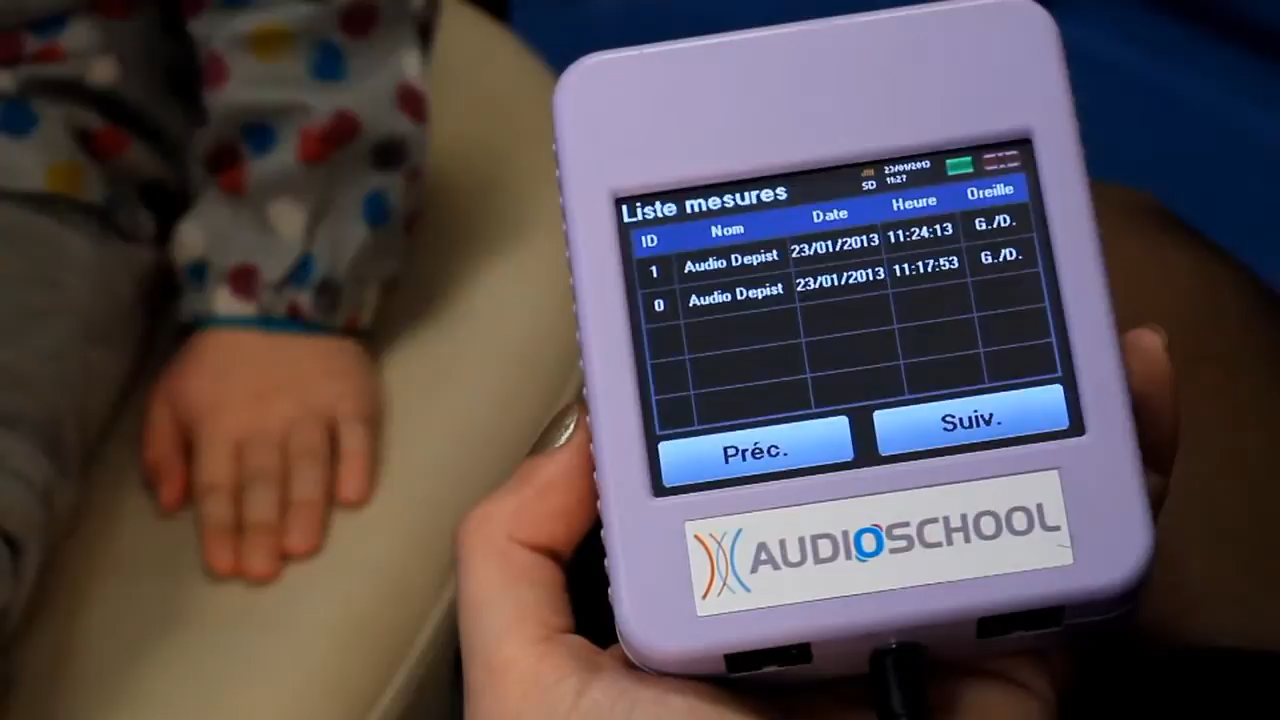 Liste mesures
SD
23/01/2013
11:27
ID Nom Date Heure Oreille
1 Audio Depist 23/01/2013 11:24:13 G./D.
0 Audio Depist 23/01/2013 11:17:53 G./D.
Préc. Suiv.
AUDIOSCHOOL